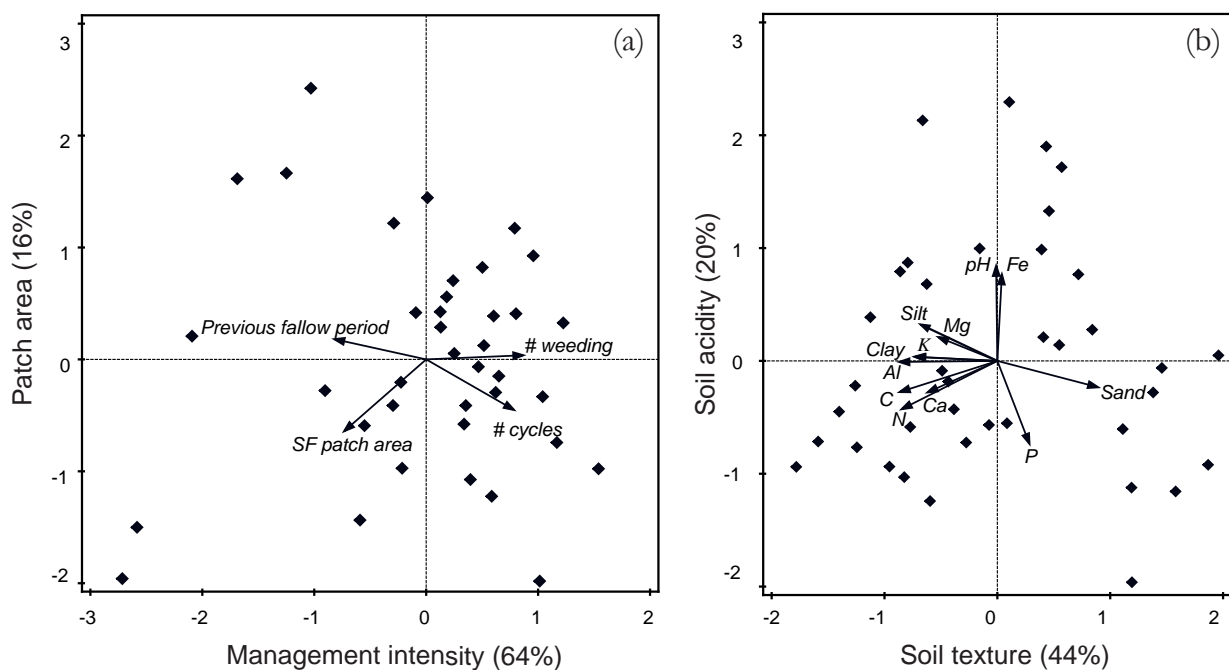 (a)
3
2
1
0
-1
-2
Patch area (16%)
Previous fallow period
# weeding
# cycles
SF patch area
-3
-2
-1
0
1
2
Management intensity (64%)
(b)
3
2
1
0
-1
-2
Soil acidity (20%)
pH
Fe
Silt
Mg
K
Clay
Al
C
Ca
N
Sand
P
-2
-1
0
1
2
Soil texture (44%)